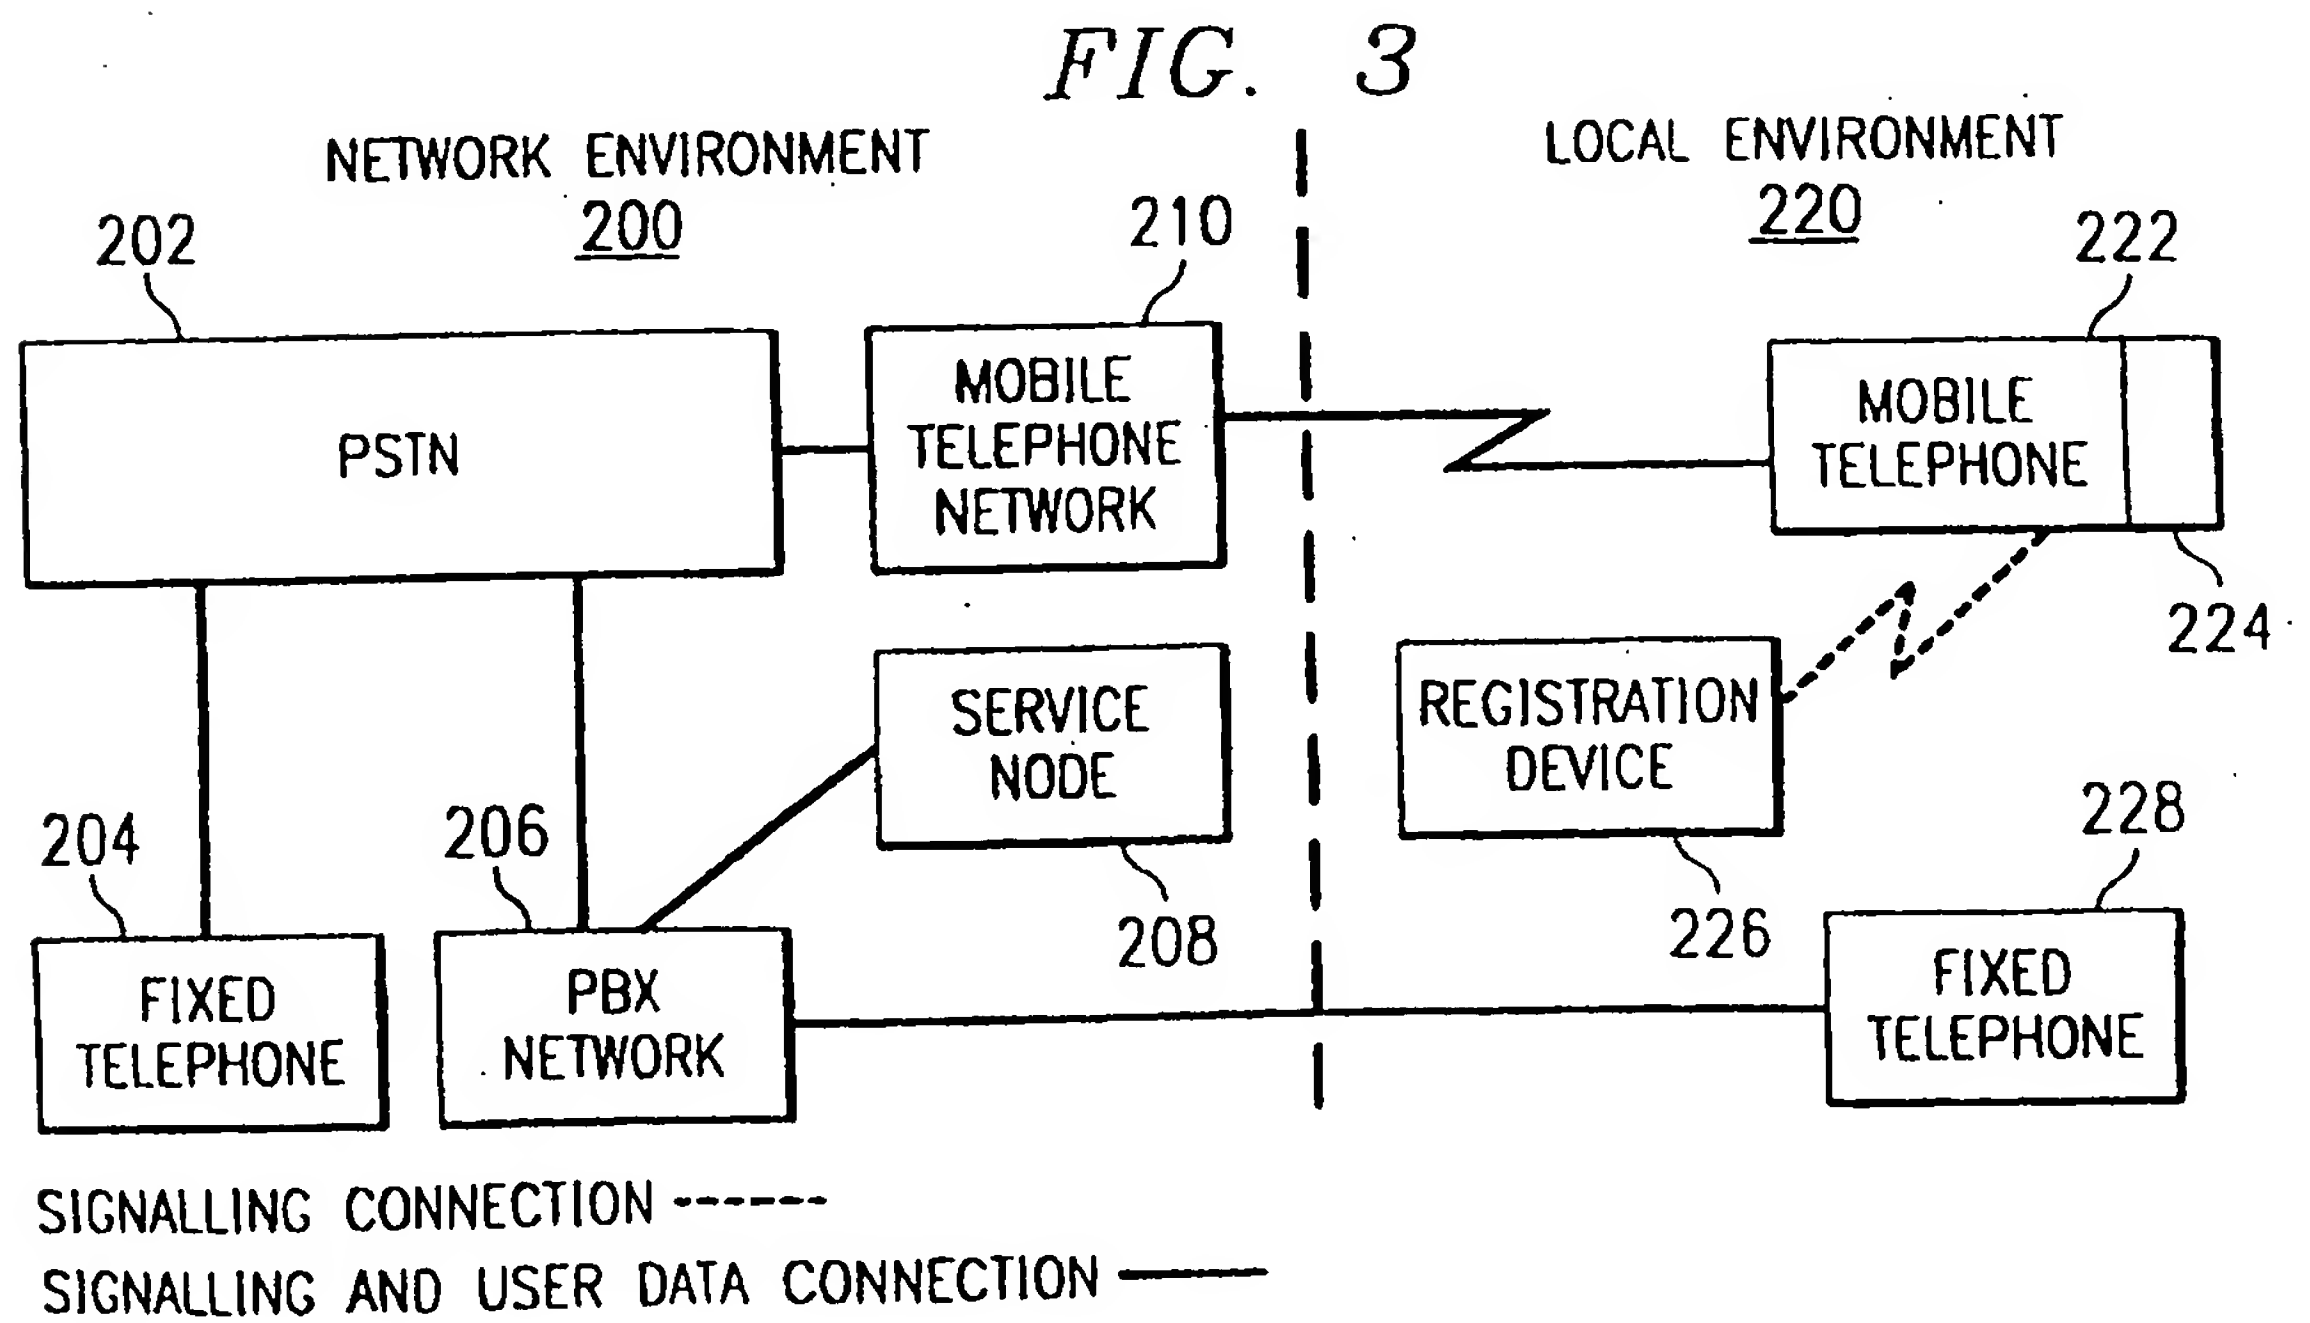 FIG. 3
NETWORK ENVIRONMENT
200
LOCAL ENVIRONMENT
220
202
210
222
PSTN
MOBILE
TELEPHONE
NETWORK
MOBILE
TELEPHONE
224
SERVICE
NODE
208
REGISTRATION
DEVICE
226
204
206
228
FIXED
TELEPHONE
PBX
NETWORK
FIXED
TELEPHONE
SIGNALLING CONNECTION
SIGNALLING AND USER DATA CONNECTION